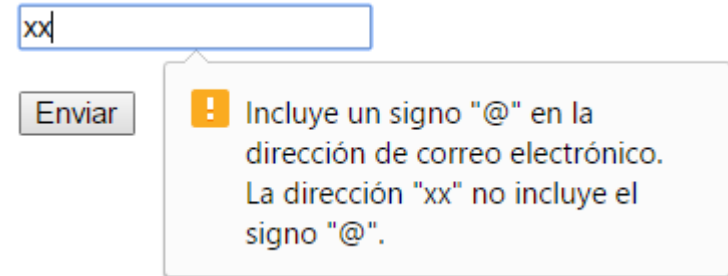 xx
Enviar
Incluye un signo "@" en la
dirección de correo electrónico.
La dirección "xx" no incluye el
signo "@".